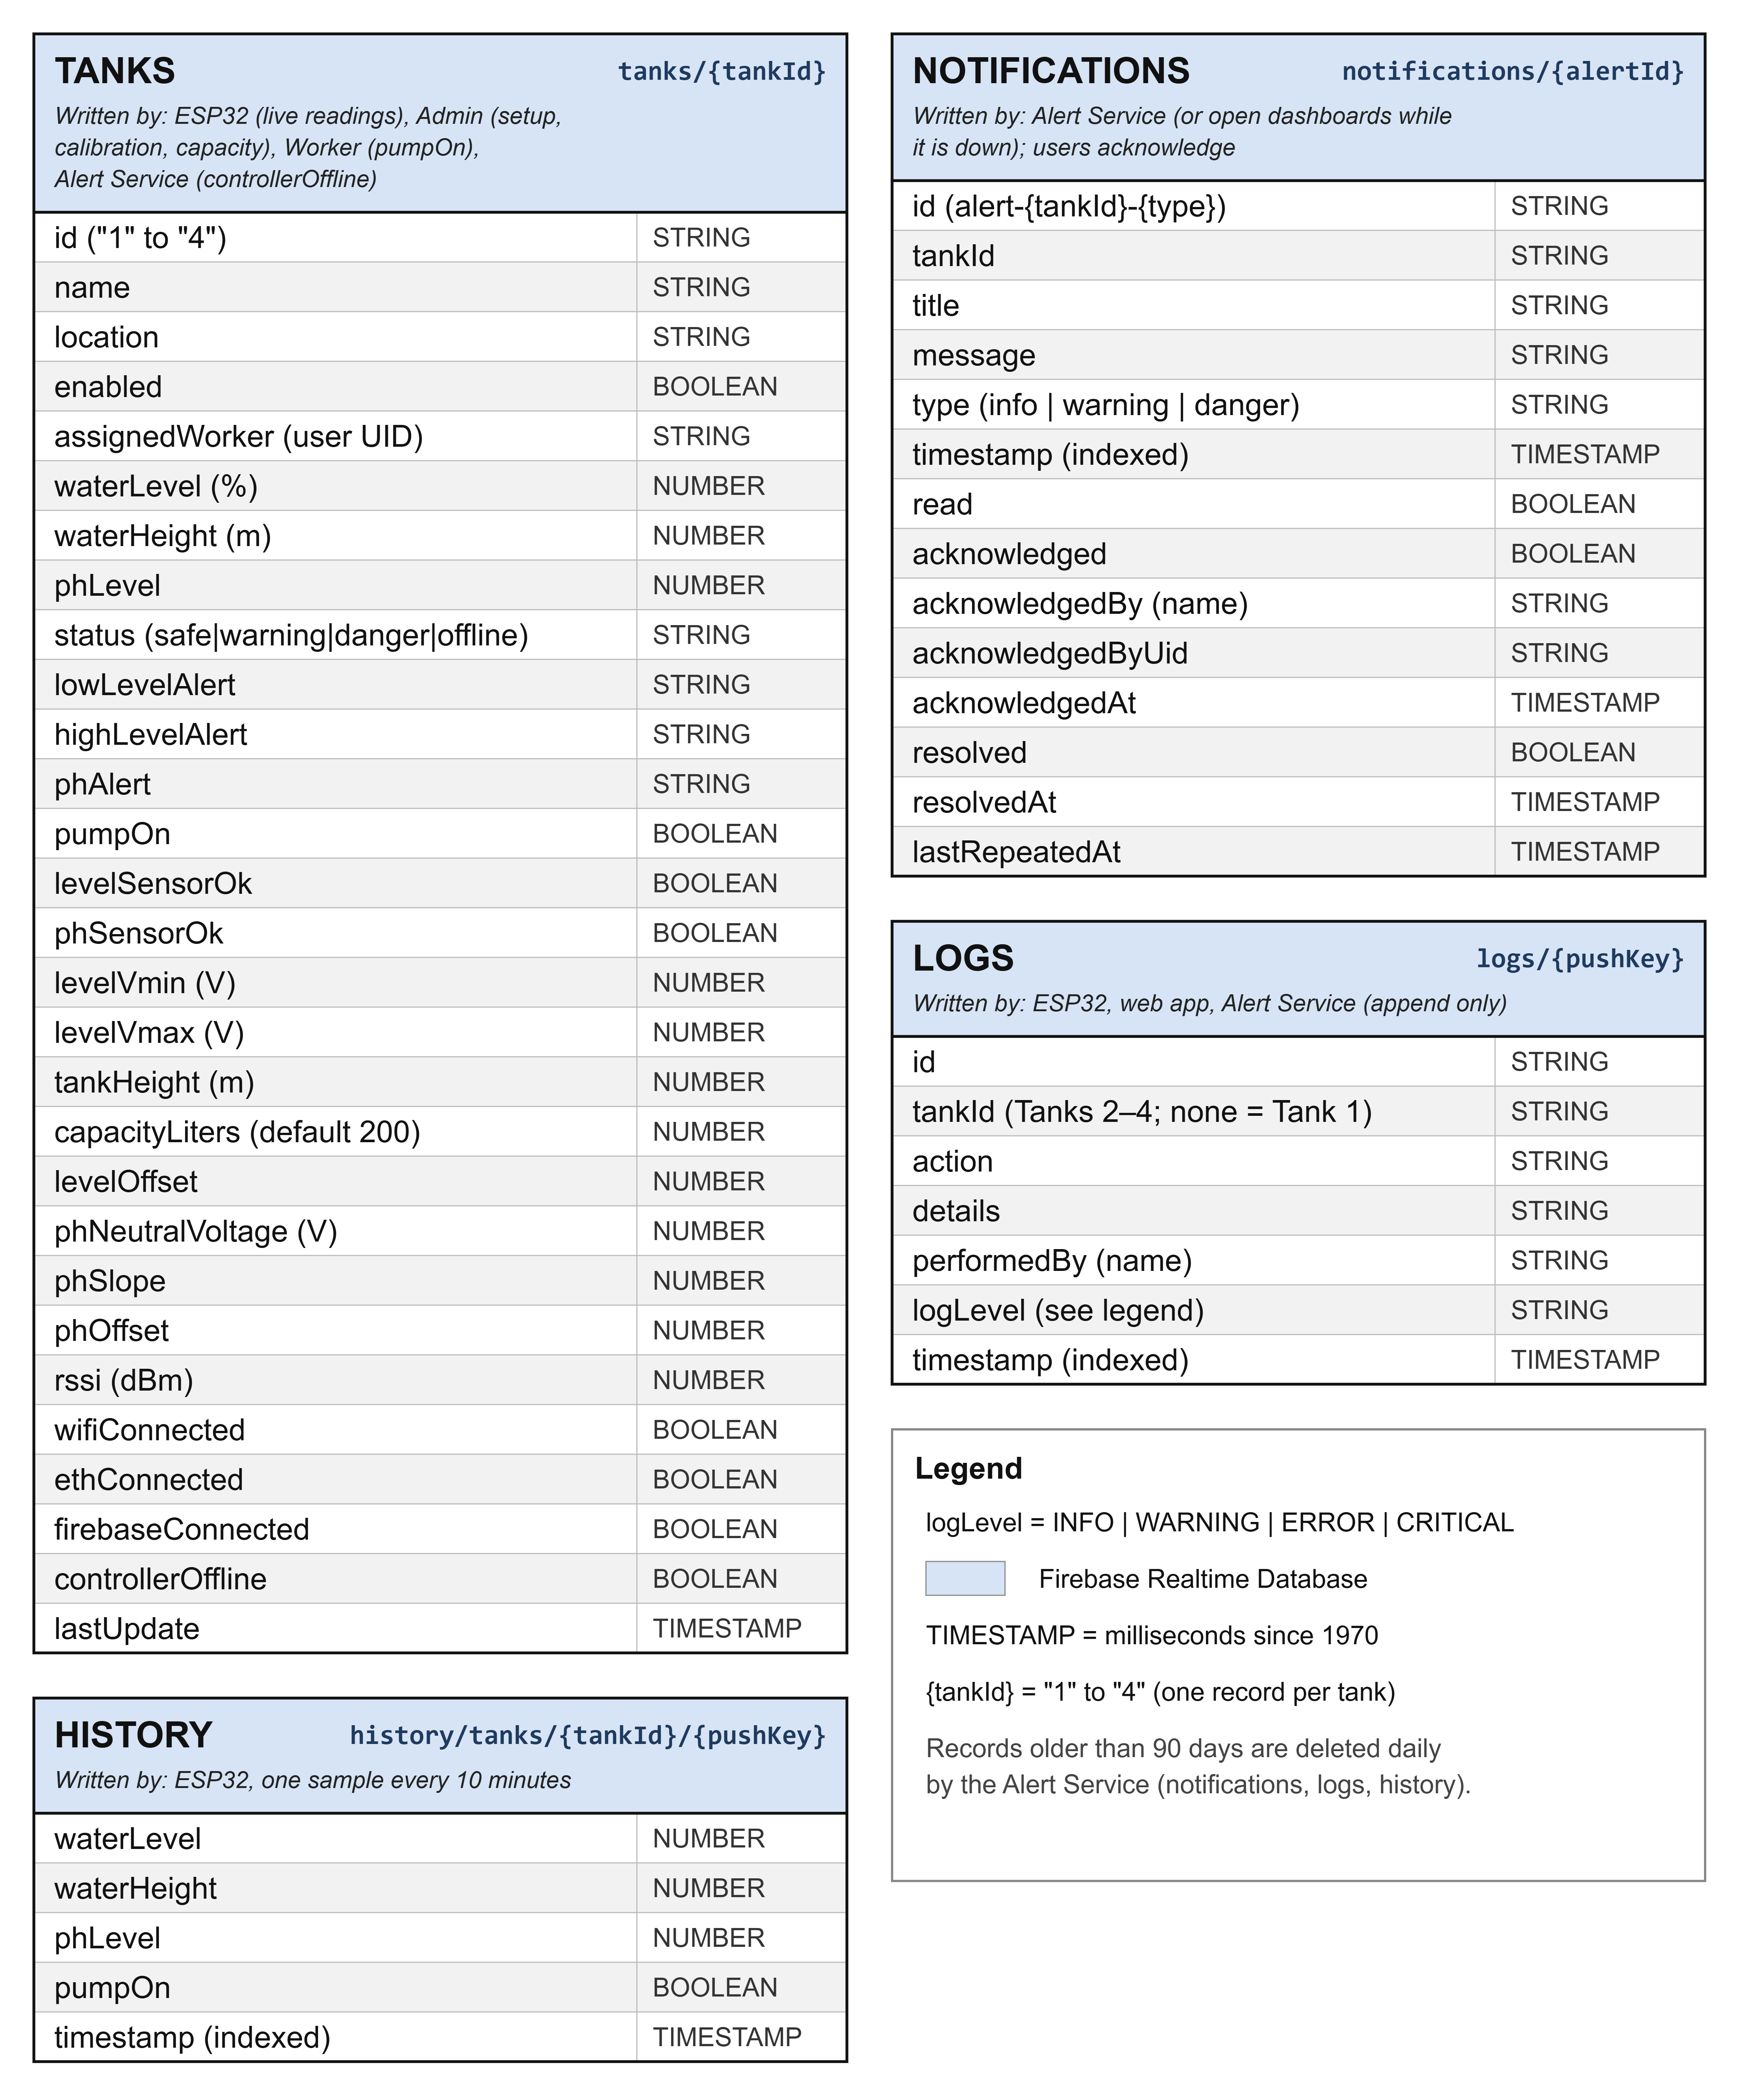 TANKS tanks/{tankId}
Written by: ESP32 (live readings), Admin (setup,
calibration, capacity), Worker (pumpOn),
Alert Service (controllerOffline)
id ("1" to "4") STRING
name STRING
location STRING
enabled BOOLEAN
assignedWorker (user UID) STRING
waterLevel (%) NUMBER
waterHeight (m) NUMBER
phLevel NUMBER
status (safe|warning|danger|offline) STRING
lowLevelAlert STRING
highLevelAlert STRING
phAlert STRING
pumpOn BOOLEAN
levelSensorOk BOOLEAN
phSensorOk BOOLEAN
levelVmin (V) NUMBER
levelVmax (V) NUMBER
tankHeight (m) NUMBER
capacityLiters (default 200) NUMBER
levelOffset NUMBER
phNeutralVoltage (V) NUMBER
phSlope NUMBER
phOffset NUMBER
rssi (dBm) NUMBER
wifiConnected BOOLEAN
ethConnected BOOLEAN
firebaseConnected BOOLEAN
controllerOffline BOOLEAN
lastUpdate TIMESTAMP
HISTORY history/tanks/{tankId}/{pushKey}
Written by: ESP32, one sample every 10 minutes
waterLevel NUMBER
waterHeight NUMBER
phLevel NUMBER
pumpOn BOOLEAN
timestamp (indexed) TIMESTAMP
NOTIFICATIONS notifications/{alertId}
Written by: Alert Service (or open dashboards while
it is down); users acknowledge
id (alert-{tankId}-{type}) STRING
tankId STRING
title STRING
message STRING
type (info | warning | danger) STRING
timestamp (indexed) TIMESTAMP
read BOOLEAN
acknowledged BOOLEAN
acknowledgedBy (name) STRING
acknowledgedByUid STRING
acknowledgedAt TIMESTAMP
resolved BOOLEAN
resolvedAt TIMESTAMP
lastRepeatedAt TIMESTAMP
LOGS logs/{pushKey}
Written by: ESP32, web app, Alert Service (append only)
id STRING
tankId (Tanks 2–4; none = Tank 1) STRING
action STRING
details STRING
performedBy (name) STRING
logLevel (see legend) STRING
timestamp (indexed) TIMESTAMP
Legend
logLevel = INFO | WARNING | ERROR | CRITICAL
Firebase Realtime Database
TIMESTAMP = milliseconds since 1970
{tankId} = "1" to "4" (one record per tank)
Records older than 90 days are deleted daily
by the Alert Service (notifications, logs, history).